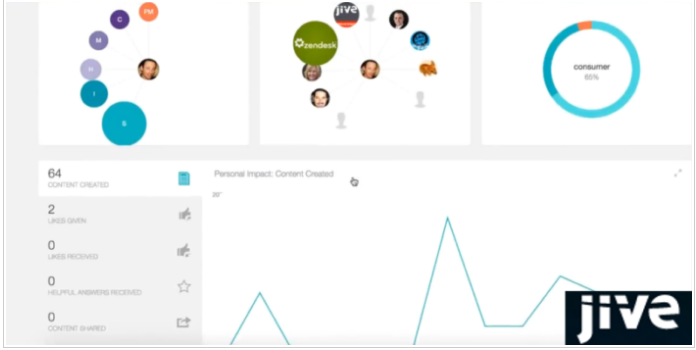 PM
C
M
H
I
S
jive
zendesk
consumer
65%
64
CONTENT CREATED
Personal Impact: Content Created
2
LIKES GIVEN
0
LIKES RECEIVED
0
HELPFUL ANSWERS RECEIVED
0
CONTENT SHARED
jive